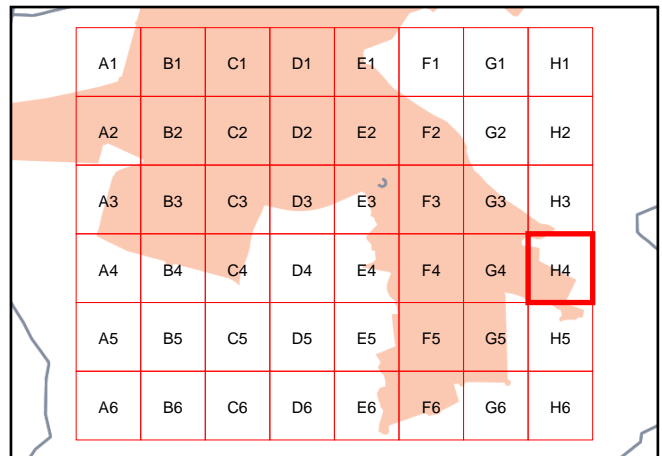 A1 B1 C1 D1 E1 F1 G1 H1
A2 B2 C2 D2 E2 F2 G2 H2
A3 B3 C3 D3 E3 F3 G3 H3
A4 B4 C4 D4 E4 F4 G4 H4
A5 B5 C5 D5 E5 F5 G5 H5
A6 B6 C6 D6 E6 F6 G6 H6